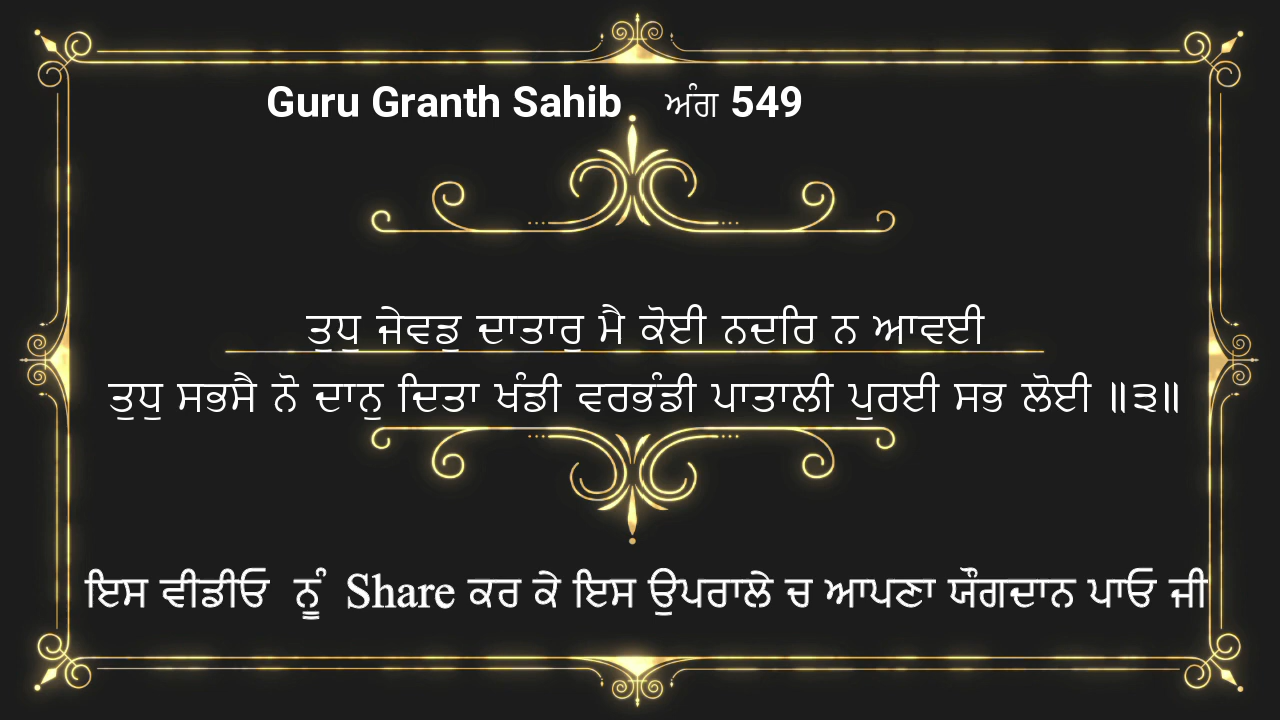 Guru Granth Sahib ਅੰਗ 549
ਤੁਧੁ ਜੇਵਡੁ ਦਾਤਾਰੁ ਮੈ ਕੋਈ ਨਦਰਿ ਨ ਆਵਈ
ਤੁਧੁ ਸਭਸੈ ਨੋ ਦਾਨੁ ਦਿਤਾ ਖੰਡੀ ਵਰਭੰਡੀ ਪਾਤਾਲੀ ਪੁਰਈ ਸਭ ਲੋਈ ॥੩॥
ਇਸ ਵੀਡੀਓ ਨੂੰ Share ਕਰ ਕੇ ਇਸ ਉਪਰਾਲੇ ਚ ਆਪਣਾ ਯੌਗਦਾਨ ਪਾਓ ਜੀ